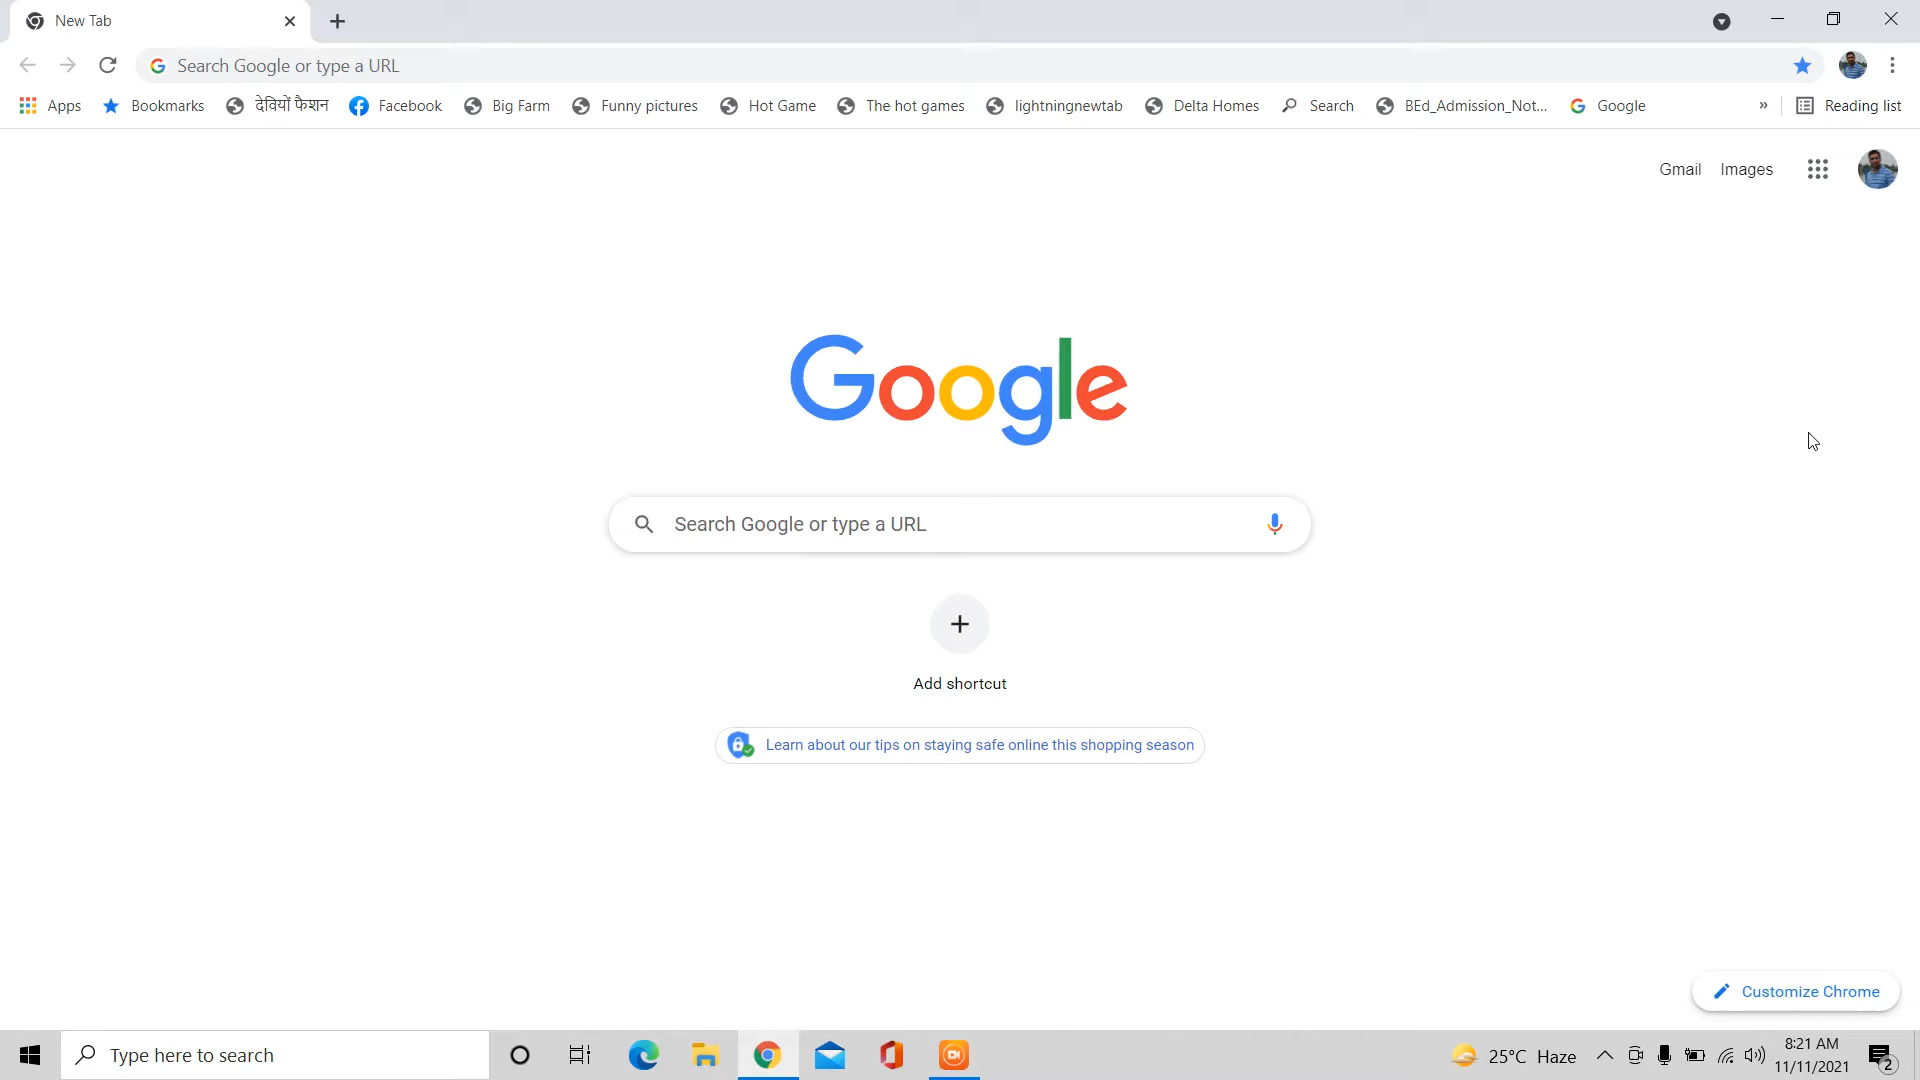 New Tab
Search Google or type a URL
Apps Bookmarks देवियों फैशन Facebook Big Farm Funny pictures Hot Game The hot games lightningnewtab Delta Homes Search BEd_Admission_Not... Google » Reading list
Gmail Images
Google
Search Google or type a URL
Add shortcut
Learn about our tips on staying safe online this shopping season
Customize Chrome
Type here to search
25°C Haze
8:21 AM
11/11/2021
2